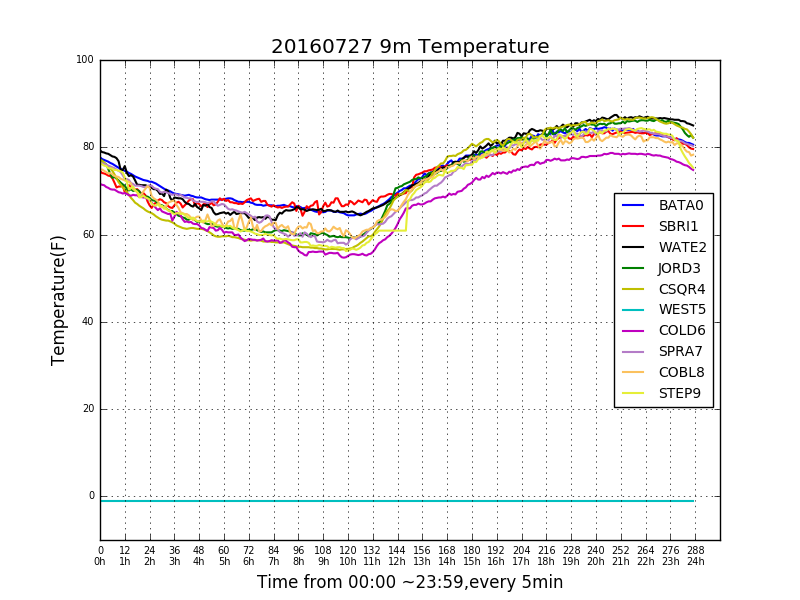 20160727 9m Temperature
100
80
60
40
20
0
Temperature(F)
BATA0
SBRI1
WATE2
JORD3
CSQR4
WEST5
COLD6
SPRA7
COBL8
STEP9
0 12 24 36 48 60 72 84 96 108 120 132 144 156 168 180 192 204 216 228 240 252 264 276 288
0h 1h 2h 3h 4h 5h 6h 7h 8h 9h 10h 11h 12h 13h 14h 15h 16h 17h 18h 19h 20h 21h 22h 23h 24h
Time from 00:00 ~23:59,every 5min